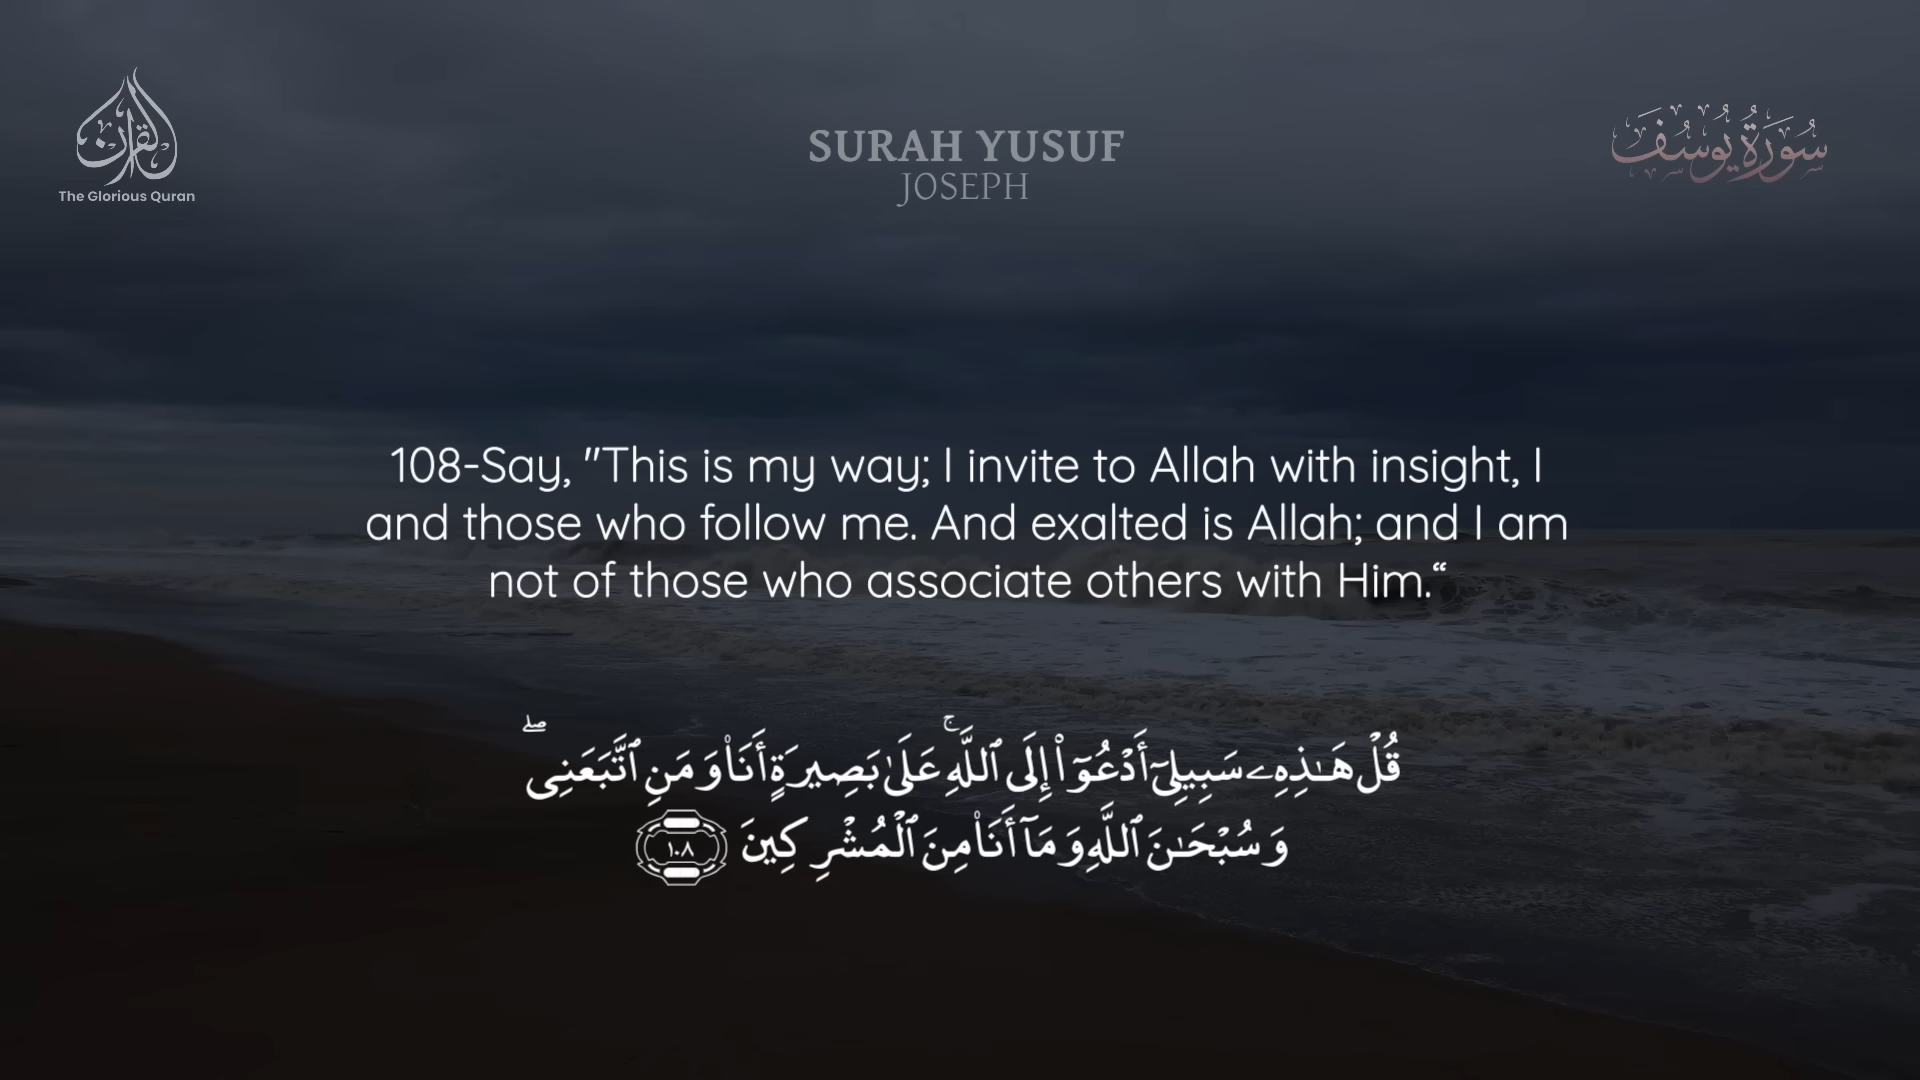 القرآن
The Glorious Quran
SURAH YUSUF
JOSEPH
سُورَةُ يُوسُفَ
108-Say, "This is my way; I invite to Allah with insight, I
and those who follow me. And exalted is Allah; and I am
not of those who associate others with Him.“
قُلْ هَـٰذِهِۦ سَبِيلِىٓ أَدْعُوٓا۟ إِلَى ٱللَّهِ ۚ عَلَىٰ بَصِيرَةٍ أَنَا۠ وَمَنِ ٱتَّبَعَنِى ۖ
وَسُبْحَـٰنَ ٱللَّهِ وَمَآ أَنَا۠ مِنَ ٱلْمُشْرِكِينَ ١٠٨